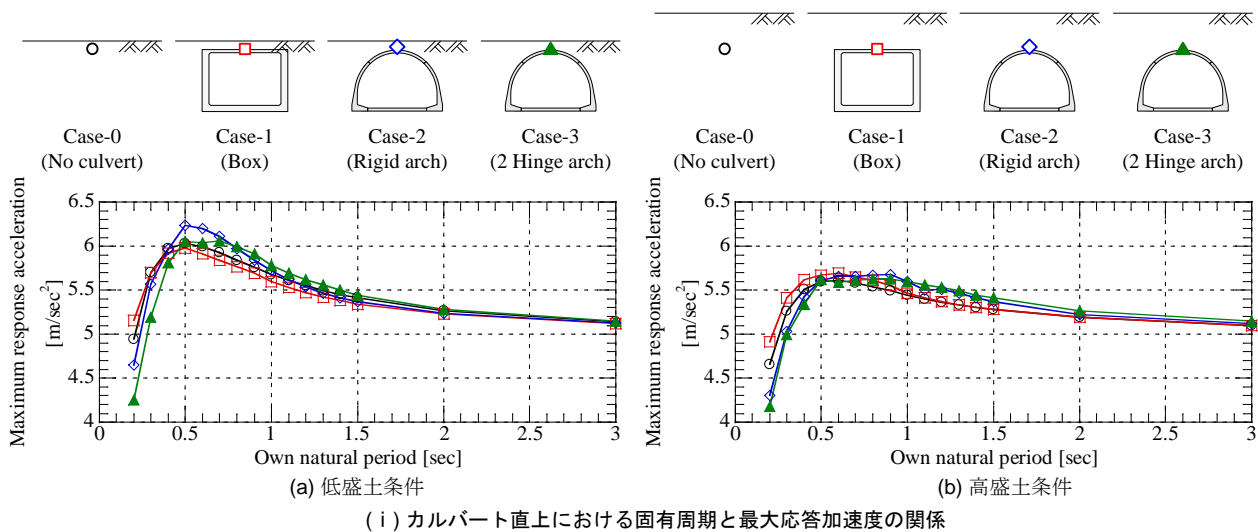 Case-0
(No culvert)
Case-1
(Box)
Case-2
(Rigid arch)
Case-3
(2 Hinge arch)
Maximum response acceleration
[m/sec²]
6.5
6
5.5
5
4.5
4
0
0.5
1
1.5
2
2.5
3
Own natural period [sec]
(a) 低盛土条件
Case-0
(No culvert)
Case-1
(Box)
Case-2
(Rigid arch)
Case-3
(2 Hinge arch)
Maximum response acceleration
[m/sec²]
6.5
6
5.5
5
4.5
4
0
0.5
1
1.5
2
2.5
3
Own natural period [sec]
(b) 高盛土条件
(ⅰ) カルバート直上における固有周期と最大応答加速度の関係